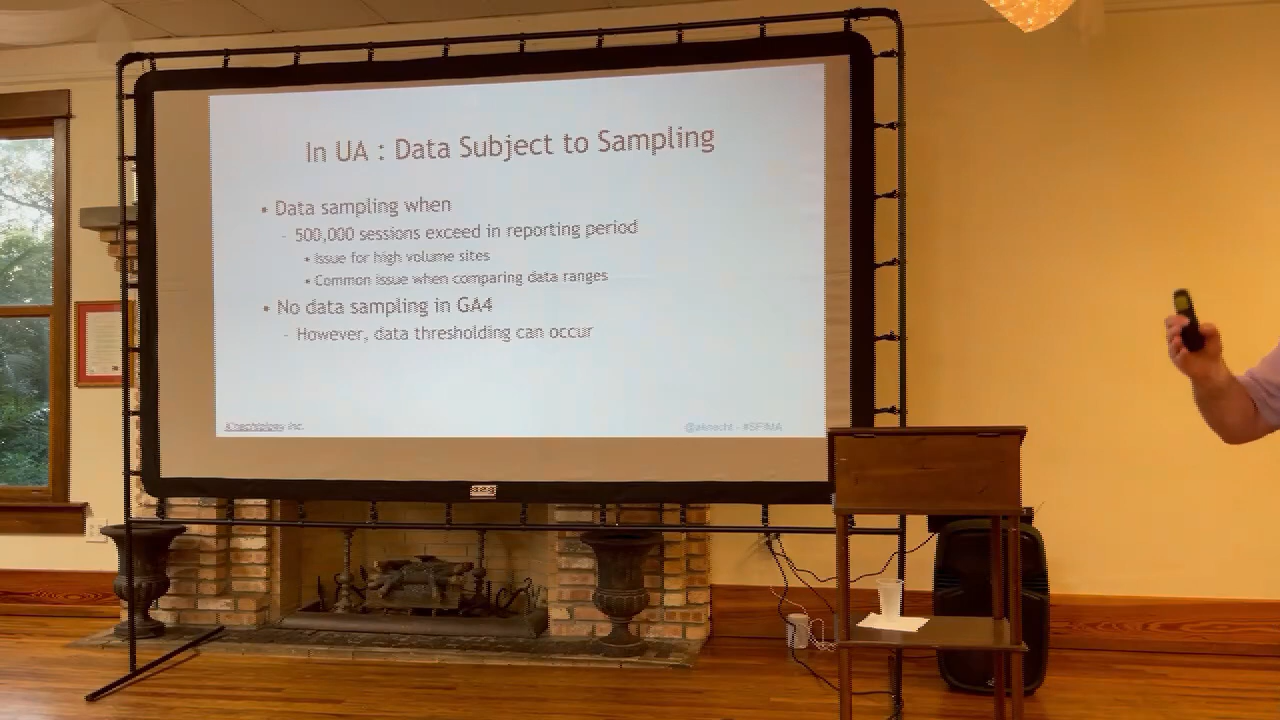 In UA : Data Subject to Sampling
• Data sampling when
- 500,000 sessions exceed in reporting period
• Issue for high volume sites
• Common issue when comparing data ranges
• No data sampling in GA4
- However, data thresholding can occur
Inc.
@aknecht - #SFIMA